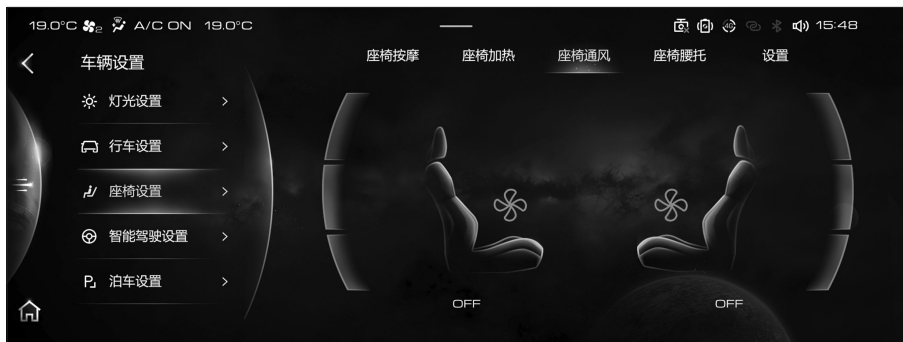 19.0°C 2 A/C ON 19.0°C 4G 15:48
车辆设置
座椅按摩 座椅加热 座椅通风 座椅腰托 设置
灯光设置
行车设置
座椅设置
智能驾驶设置
P 泊车设置
OFF OFF